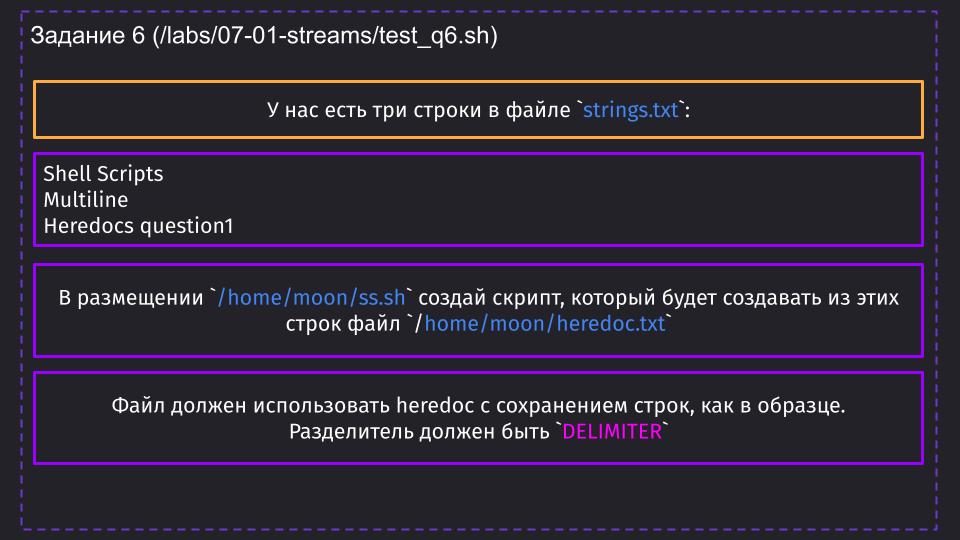 Задание 6 (/labs/07-01-streams/test_q6.sh)
У нас есть три строки в файле `strings.txt`:
Shell Scripts
Multiline
Heredocs question1
В размещении `/home/moon/ss.sh` создай скрипт, который будет создавать из этих
строк файл `/home/moon/heredoc.txt`
Файл должен использовать heredoc с сохранением строк, как в образце.
Разделитель должен быть `DELIMITER`